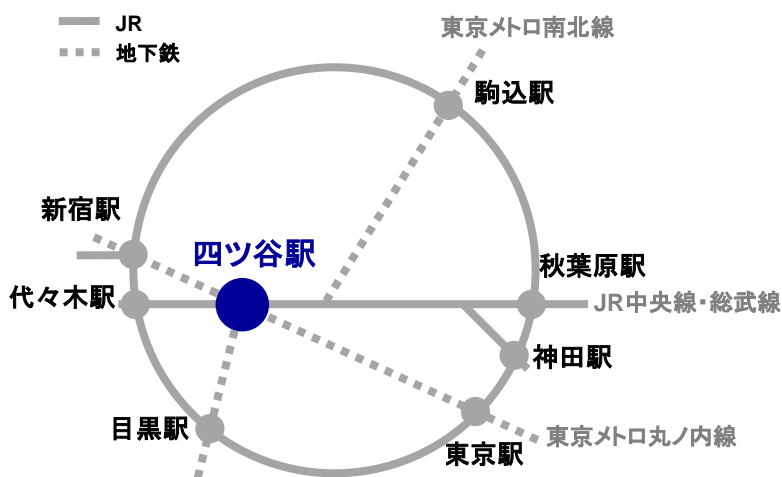 JR
地下鉄
東京メトロ南北線
駒込駅
新宿駅
四ツ谷駅
秋葉原駅
代々木駅
JR中央線・総武線
神田駅
目黒駅
東京駅
東京メトロ丸ノ内線